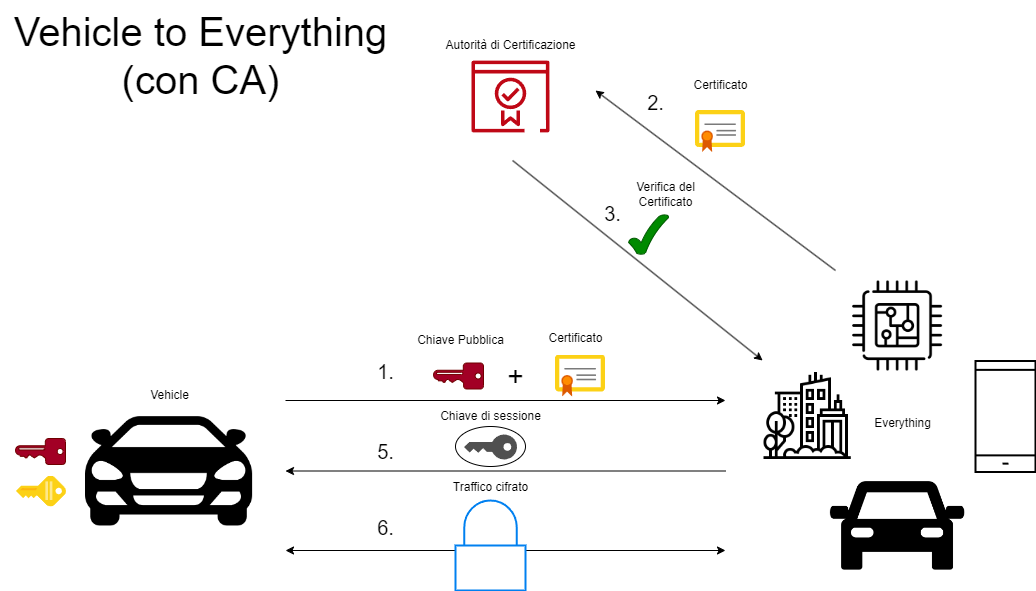 Vehicle to Everything
(con CA)
Autorità di Certificazione
2.
Certificato
Verifica del
Certificato
3.
1.
Chiave Pubblica
+
Certificato
Vehicle
Chiave di sessione
5.
Everything
Traffico cifrato
6.